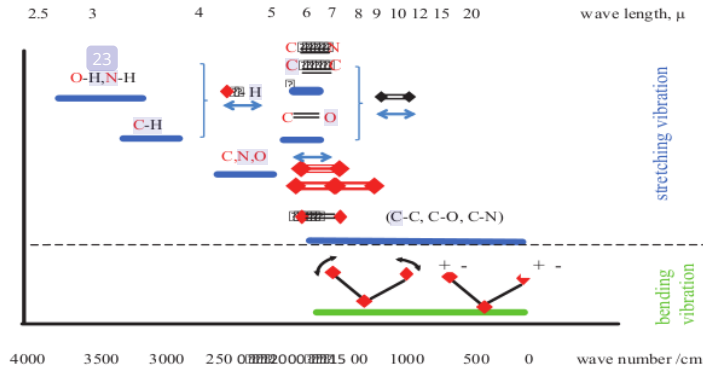 2.5 3 4 5 6 7 8 9 10 12 15 20 wave length, μ
23
O-H,N-H
C-H
H
C N
C C
C O
C,N,O
(C-C, C-O, C-N)
stretching vibration
+ - + -
bending
vibration
4000 3500 3000 1000 500 0 wave number /cm